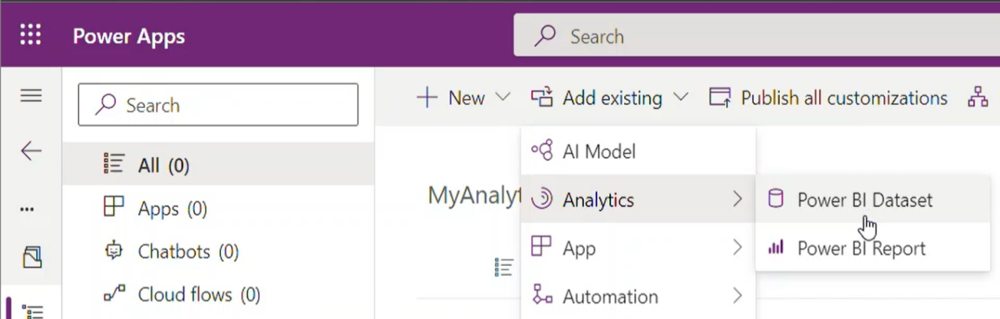 Power Apps
Search
Search
New
Add existing
Publish all customizations
All (0)
Apps (0)
Chatbots (0)
Cloud flows (0)
MyAnalyt
AI Model
Analytics
App
Automation
Power BI Dataset
Power BI Report